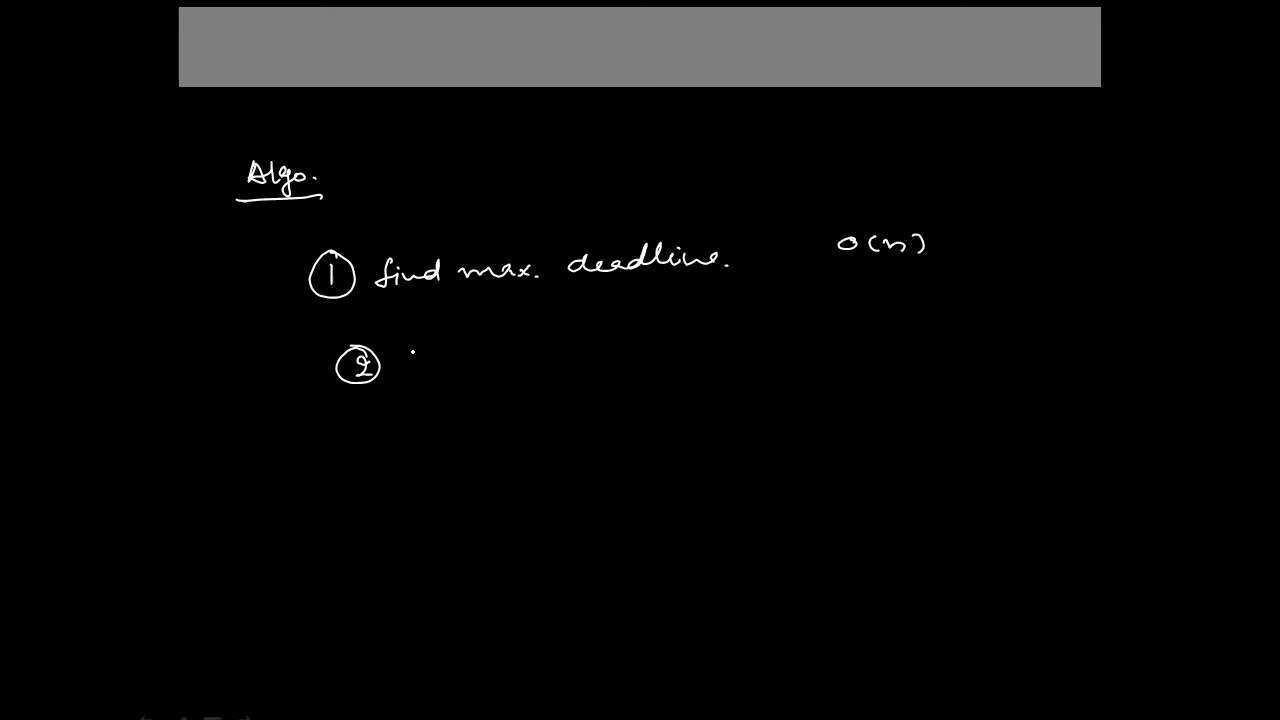 Algo.
① find max. deadline. O(n)
②